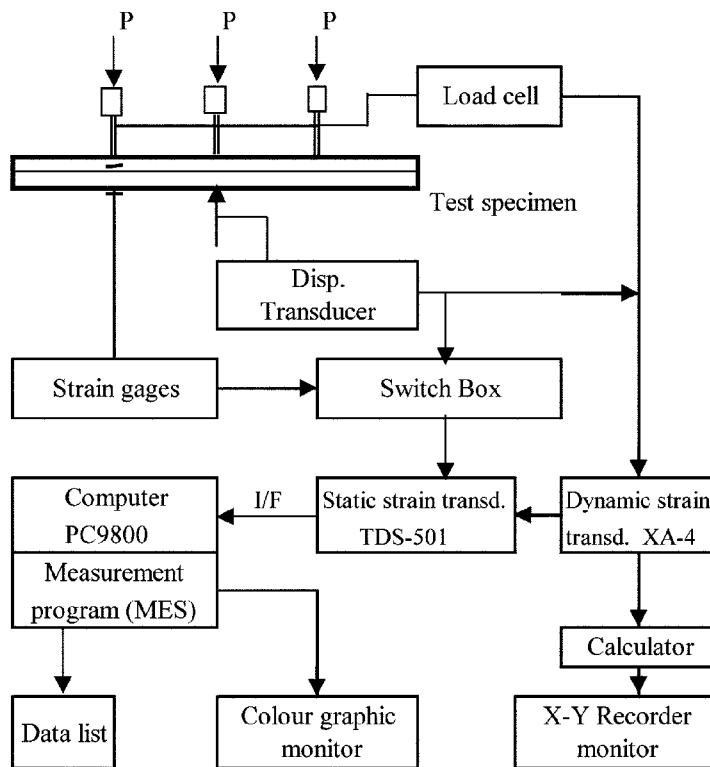 P P P
Load cell
Test specimen
Disp.
Transducer
Strain gages
Switch Box
Computer
PC9800
I/F
Static strain transd.
TDS-501
Dynamic strain
transd. XA-4
Measurement
program (MES)
Calculator
Data list
Colour graphic
monitor
X-Y Recorder
monitor